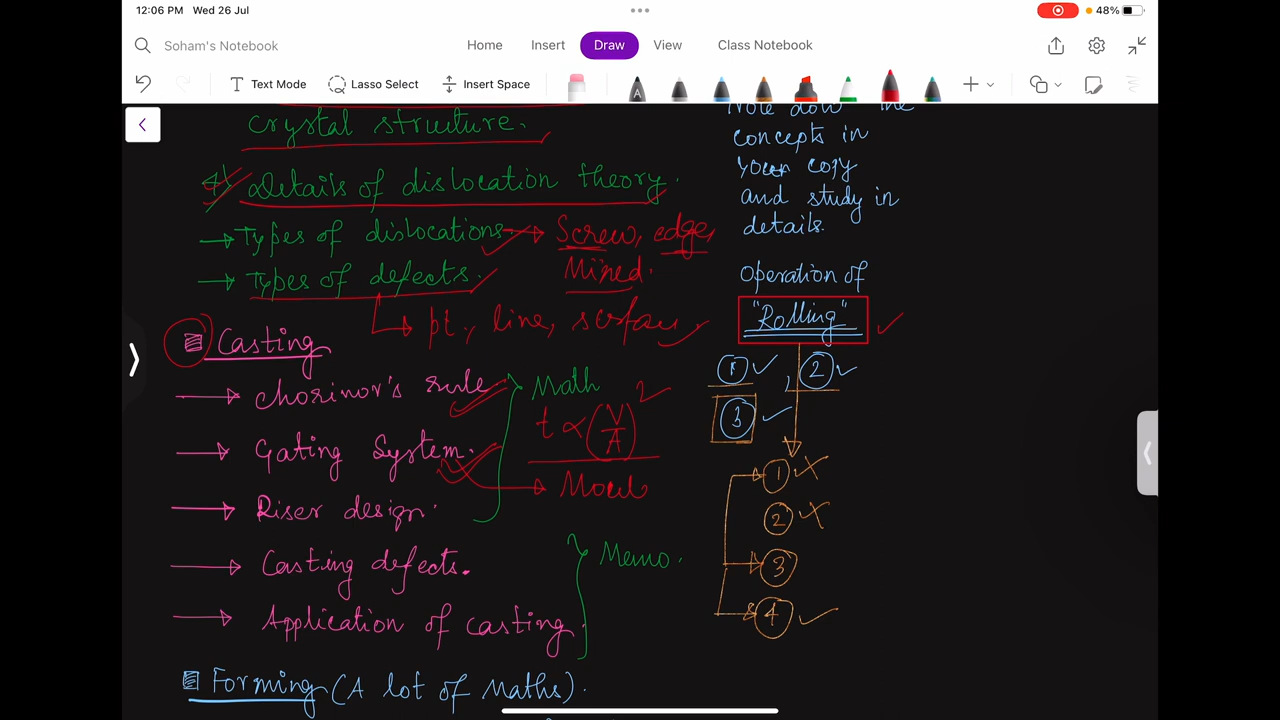 12:06 PM Wed 26 Jul
48%
Soham's Notebook
Home Insert Draw View Class Notebook
Text Mode Lasso Select Insert Space
crystal structure.
4) Details of dislocation theory.
→ Types of dislocations → Screw, edge, Mixed.
→ Types of defects.
→ pt., line, surface
Casting
→ Chorinor's rule
→ Gating System.
→ Riser design.
Math
t ∝ (V/A)²
→ Moul
→ Casting defects.
→ Application of casting
Memo.
Forming (A lot of Maths).
concepts in
your copy
and study in
details.
Operation of
"Rolling"
1, 2
3
1 X
2 X
3
4 ✓